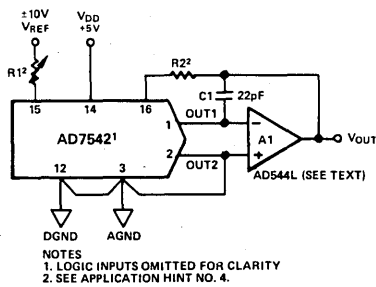 ±10V
VREF
VDD
+5V
R1²
R2²
C1
22pF
15
14
16
AD7542¹
1
OUT1
2
OUT2
12
3
A1
−
+
VOUT
AD544L (SEE TEXT)
DGND
AGND
NOTES
1. LOGIC INPUTS OMITTED FOR CLARITY
2. SEE APPLICATION HINT NO. 4.